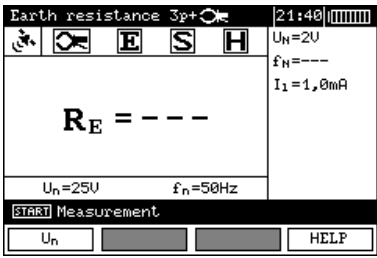 Earth resistance 3p+ 21:40
E S H
U_N=2V
f_N=---
I_1=1,0mA
R_E = ---
U_n=25V f_n=50Hz
START Measurement
U_n HELP